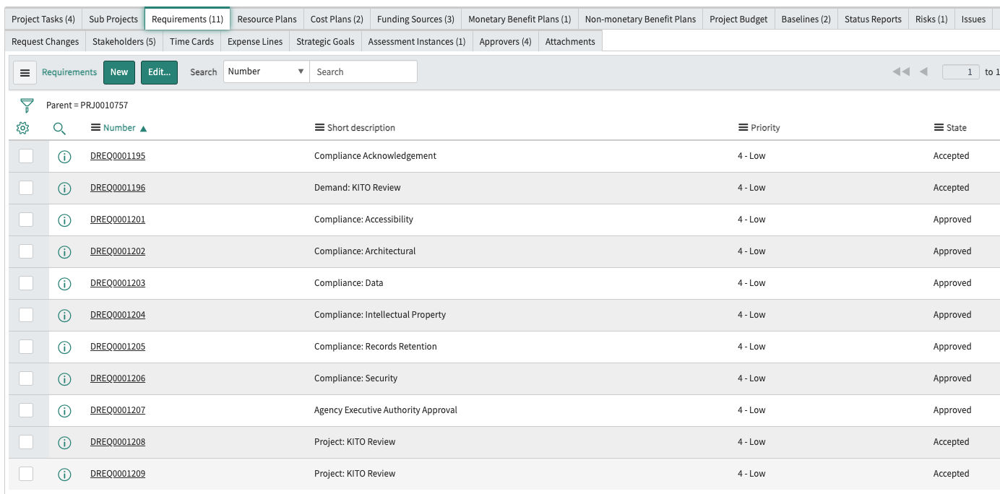 Project Tasks (4) Sub Projects Requirements (11) Resource Plans Cost Plans (2) Funding Sources (3) Monetary Benefit Plans (1) Non-monetary Benefit Plans Project Budget Baselines (2) Status Reports Risks (1) Issues
Request Changes Stakeholders (5) Time Cards Expense Lines Strategic Goals Assessment Instances (1) Approvers (4) Attachments
Requirements New Edit... Search Number Search 1 to 1
Parent = PRJ0010757
Number Short description Priority State
DREQ0001195 Compliance Acknowledgement 4 - Low Accepted
DREQ0001196 Demand: KITO Review 4 - Low Accepted
DREQ0001201 Compliance: Accessibility 4 - Low Approved
DREQ0001202 Compliance: Architectural 4 - Low Approved
DREQ0001203 Compliance: Data 4 - Low Approved
DREQ0001204 Compliance: Intellectual Property 4 - Low Approved
DREQ0001205 Compliance: Records Retention 4 - Low Approved
DREQ0001206 Compliance: Security 4 - Low Approved
DREQ0001207 Agency Executive Authority Approval 4 - Low Approved
DREQ0001208 Project: KITO Review 4 - Low Accepted
DREQ0001209 Project: KITO Review 4 - Low Accepted